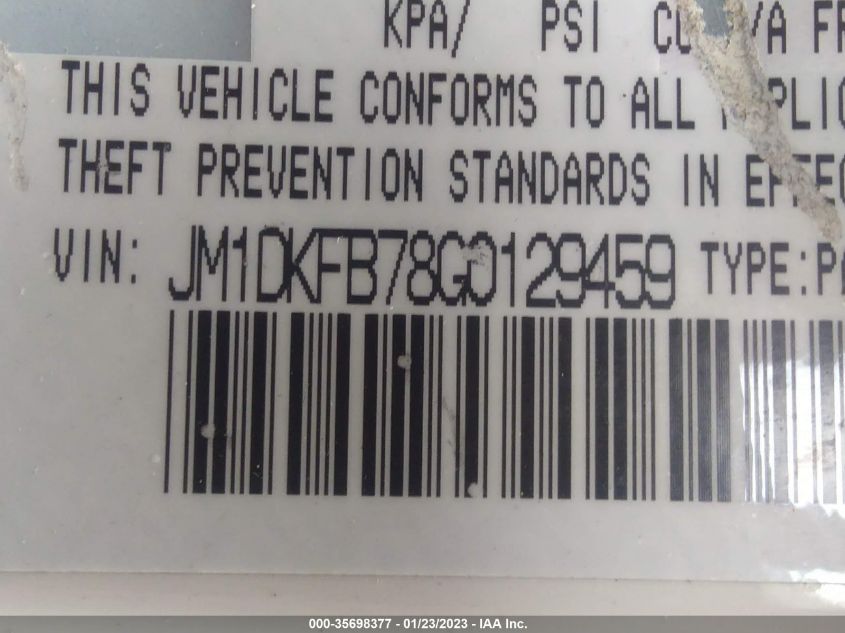 KPA/ PSI
THIS VEHICLE CONFORMS TO ALL
THEFT PREVENTION STANDARDS IN
VIN: JM1DKFB78G0129459 TYPE:
000-35698377 - 01/23/2023 - IAA Inc.